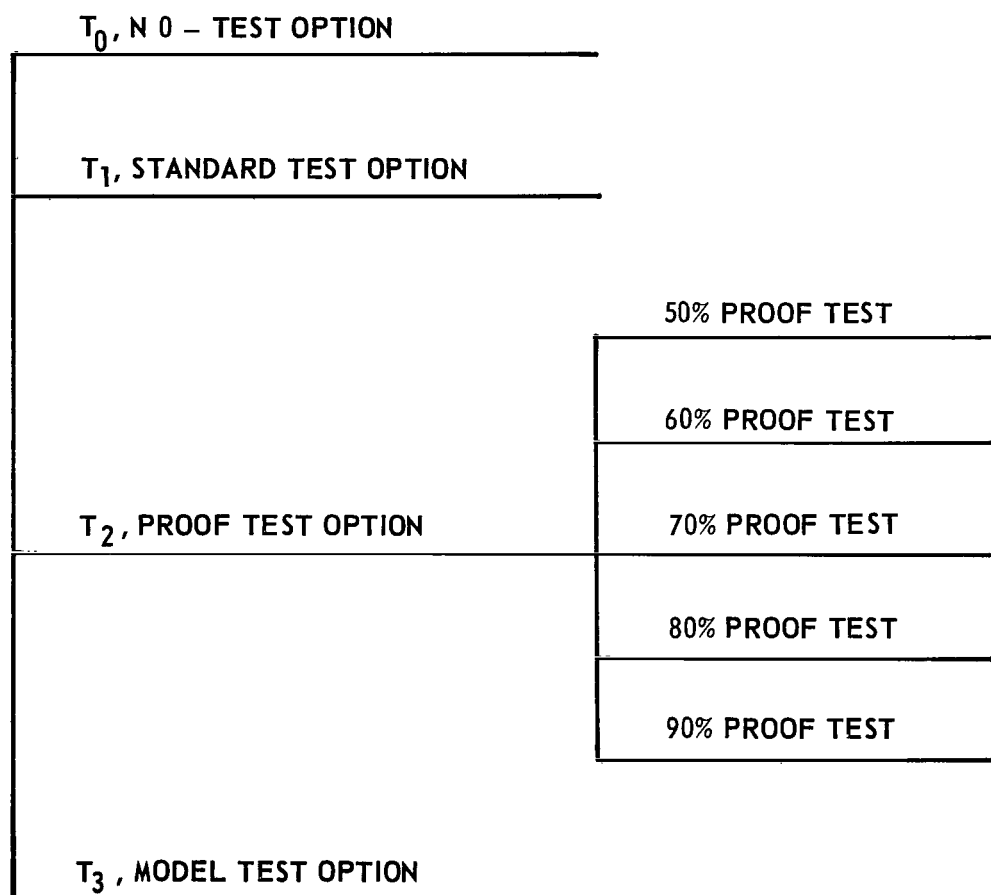 T₀, N O – TEST OPTION
T₁, STANDARD TEST OPTION
50% PROOF TEST
60% PROOF TEST
T₂, PROOF TEST OPTION
70% PROOF TEST
80% PROOF TEST
90% PROOF TEST
T₃, MODEL TEST OPTION